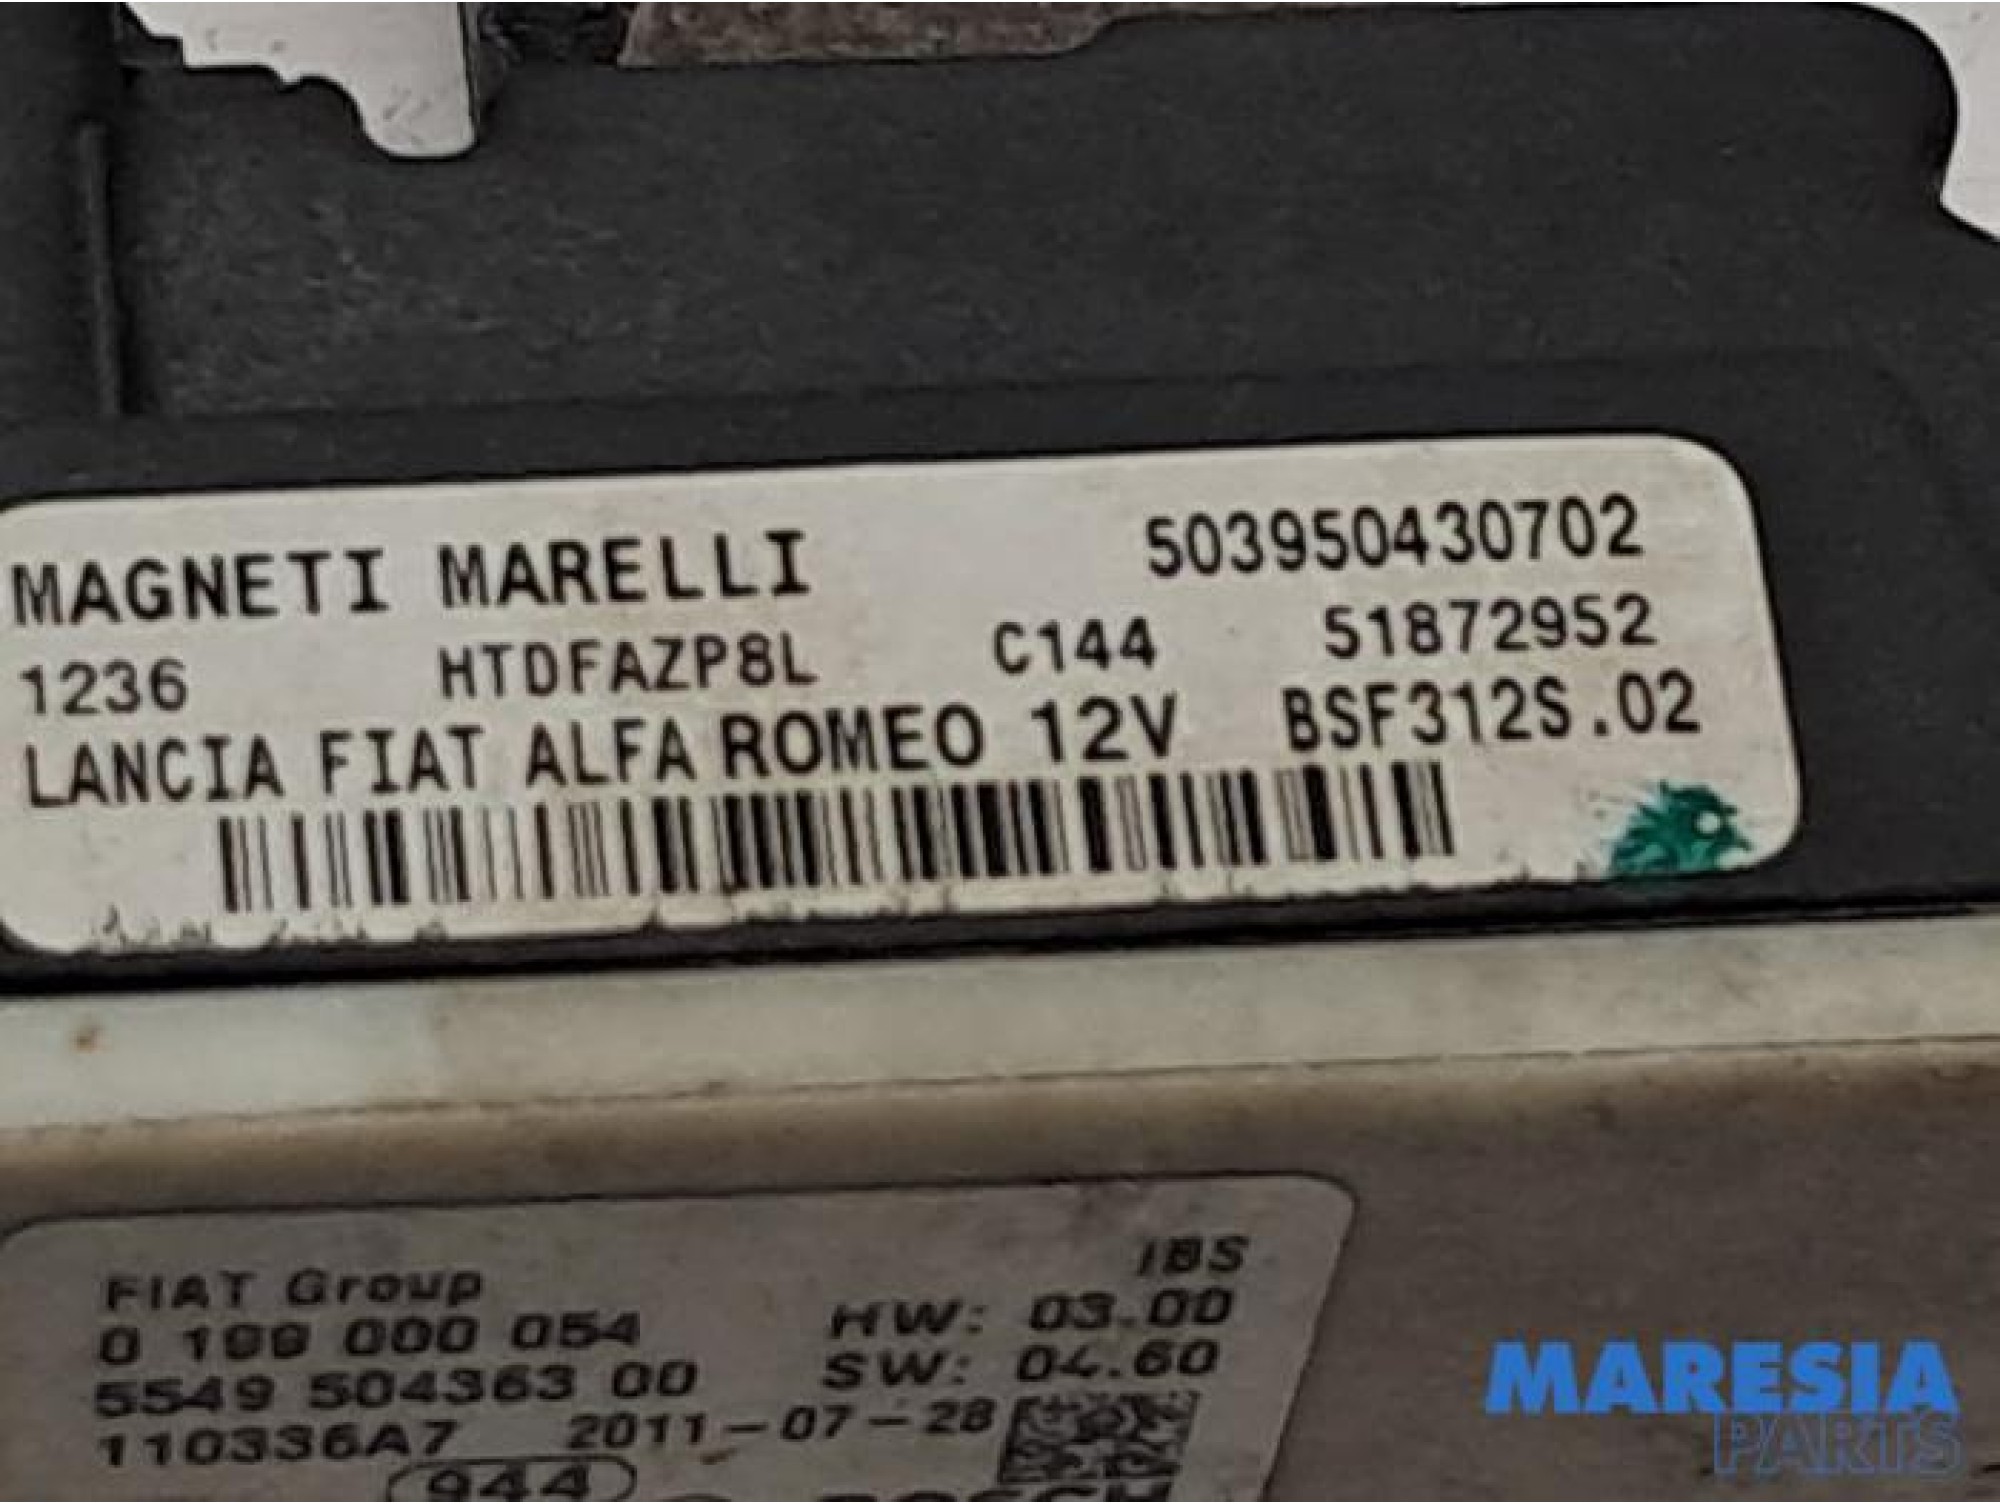 MAGNETI MARELLI 503950430702
1236 HTDFAZP8L C144 51872952
LANCIA FIAT ALFA ROMEO 12V BSF312S.02
FIAT Group IBS
0 199 000 054 HW: 03.00
5549 504363 00 SW: 04.60
110336A7 2011-07-28
944
BOSCH
MARESIA
PARTS